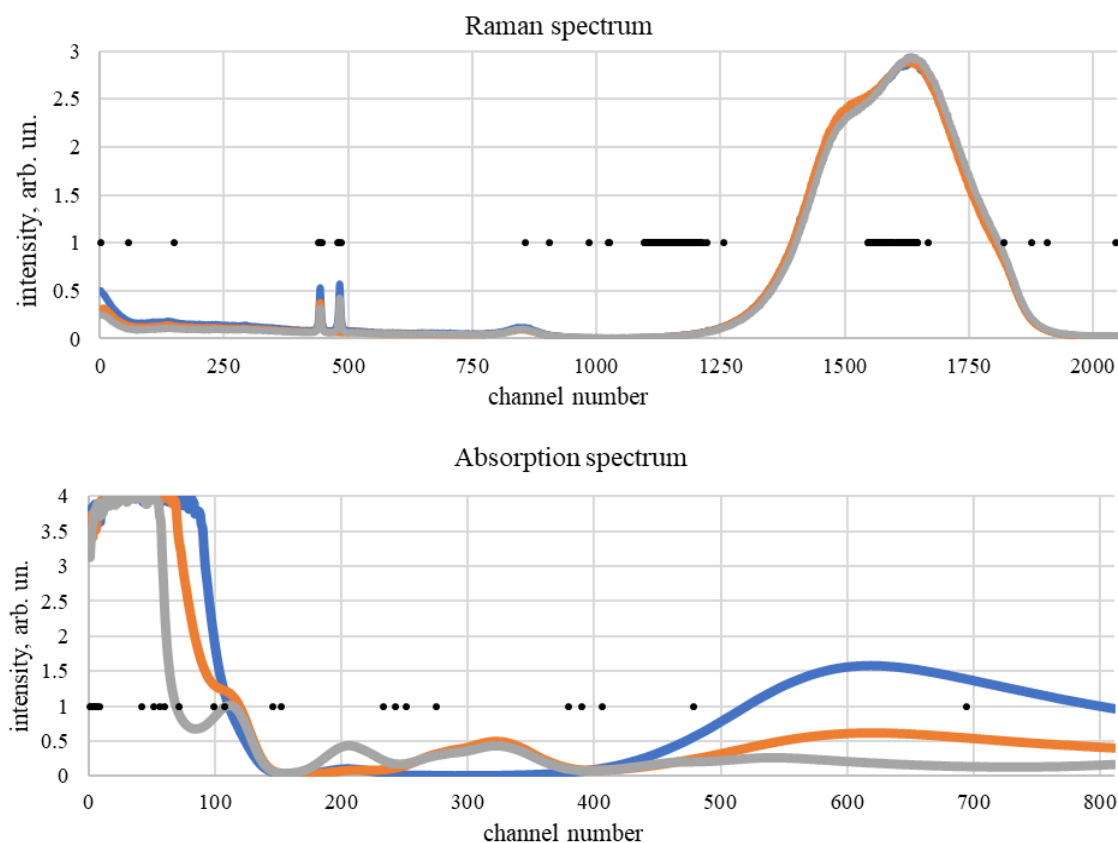 Raman spectrum
intensity, arb. un.
3
2.5
2
1.5
1
0.5
0
0 250 500 750 1000 1250 1500 1750 2000
channel number
Absorption spectrum
intensity, arb. un.
4
3.5
3
2.5
2
1.5
1
0.5
0
0 100 200 300 400 500 600 700 800
channel number